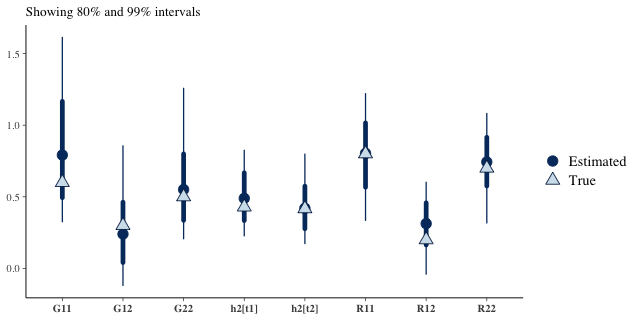 Showing 80% and 99% intervals
1.5
1.0
0.5
0.0
G11 G12 G22 h2[t1] h2[t2] R11 R12 R22
Estimated
True